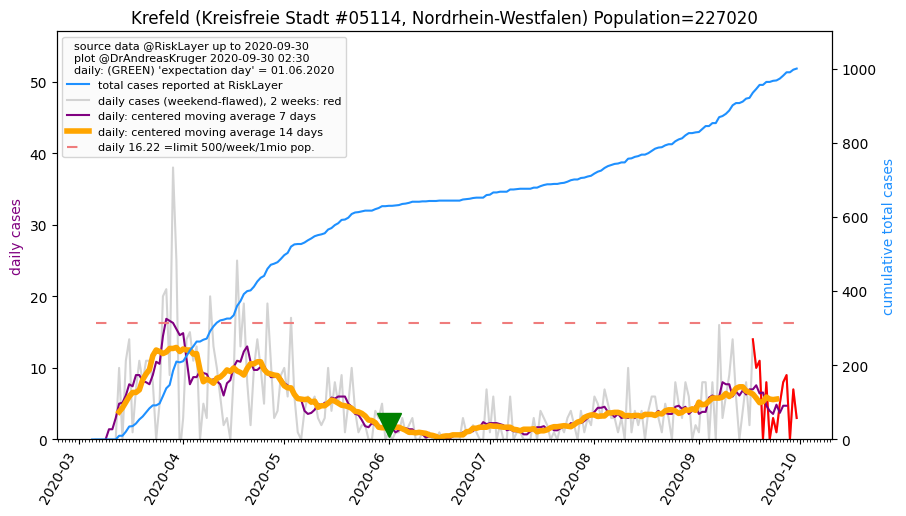 Krefeld (Kreisfreie Stadt #05114, Nordrhein-Westfalen) Population=227020
source data @RiskLayer up to 2020-09-30
plot @DrAndreasKruger 2020-09-30 02:30
daily: (GREEN) 'expectation day' = 01.06.2020
total cases reported at RiskLayer
daily cases (weekend-flawed), 2 weeks: red
daily: centered moving average 7 days
daily: centered moving average 14 days
daily 16.22 =limit 500/week/1mio pop.
daily cases
50
40
30
20
10
0
cumulative total cases
1000
800
600
400
200
0
2020-03
2020-04
2020-05
2020-06
2020-07
2020-08
2020-09
2020-10